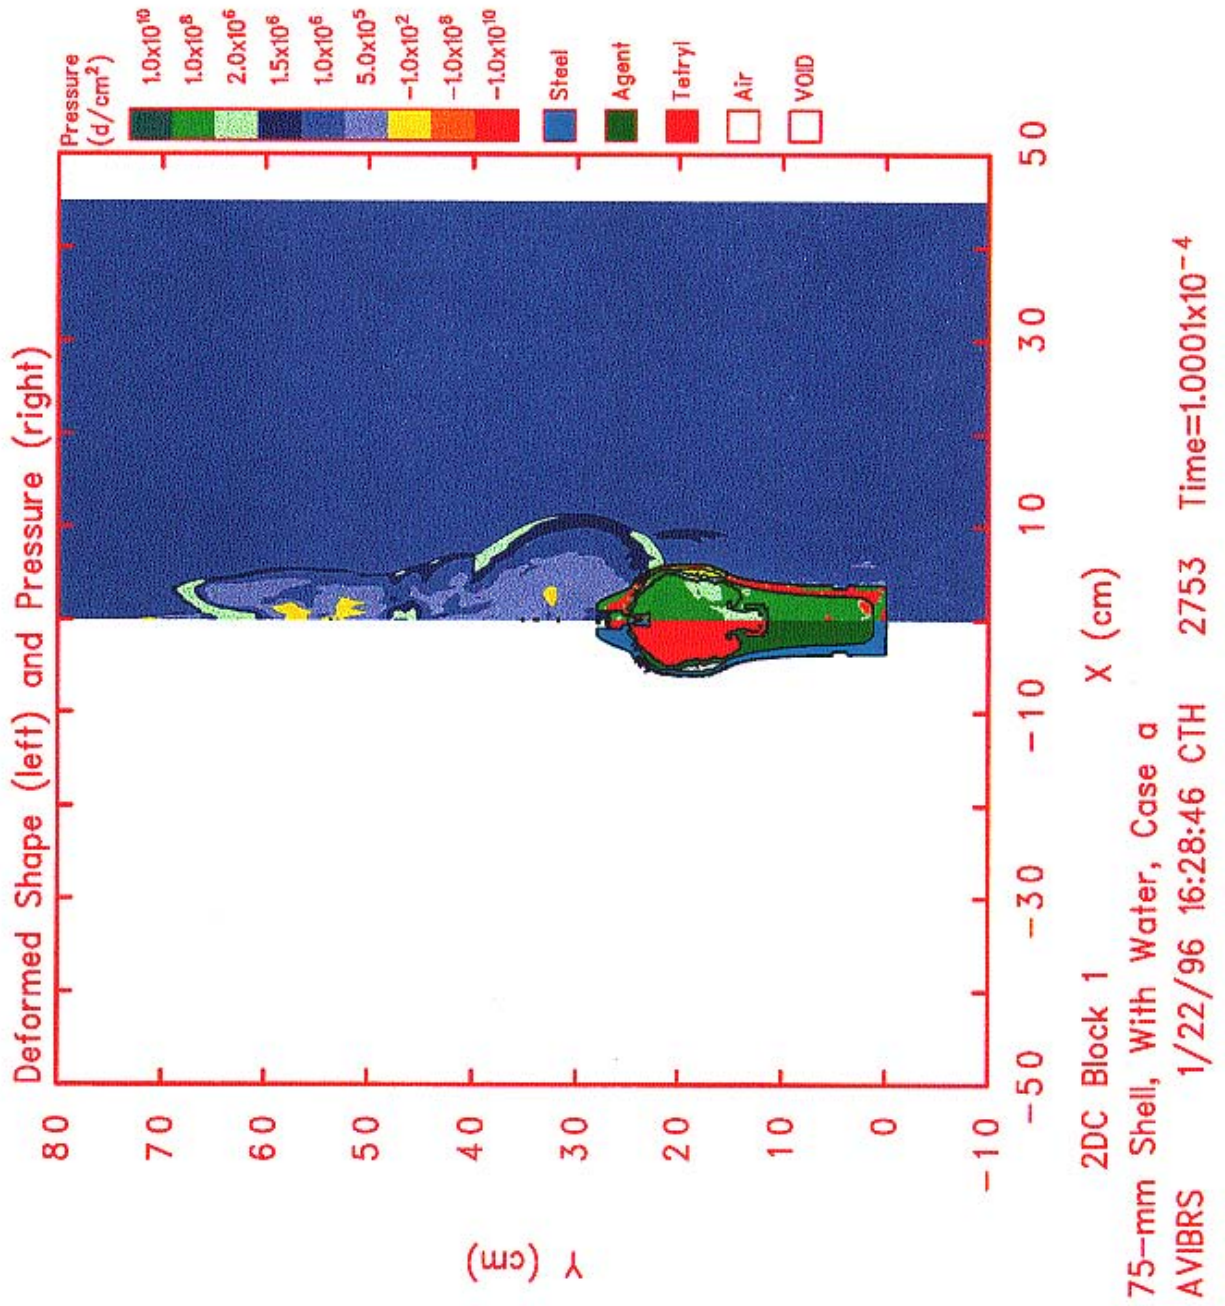 Deformed Shape (left) and Pressure (right)
Pressure
(d/cm²)
1.0x10¹⁰
1.0x10⁸
2.0x10⁶
1.5x10⁶
1.0x10⁶
5.0x10⁵
-1.0x10²
-1.0x10⁸
-1.0x10¹⁰
Steel
Agent
Tetryl
Air
VOID
80
70
60
50
40
30
20
10
0
-10
Y (cm)
-50
-30
-10
10
30
50
X (cm)
2DC Block 1
75-mm Shell, With Water, Case a
AVIBRS 1/22/96 16:28:46 CTH 2753 Time=1.0001x10⁻⁴